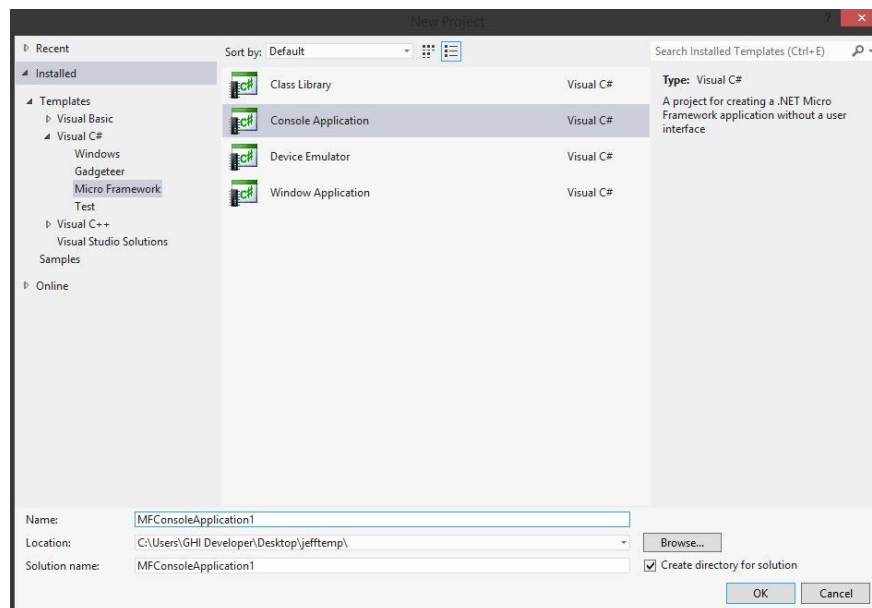 New Project
?
Recent
Installed
Templates
Visual Basic
Visual C#
Windows
Gadgeteer
Micro Framework
Test
Visual C++
Visual Studio Solutions
Samples
Online
Sort by: Default
C# Class Library Visual C#
C# Console Application Visual C#
C# Device Emulator Visual C#
C# Window Application Visual C#
Search Installed Templates (Ctrl+E)
Type: Visual C#
A project for creating a .NET Micro
Framework application without a user
interface
Name: MFConsoleApplication1
Location: C:\Users\GHI Developer\Desktop\jefftemp\ Browse...
Solution name: MFConsoleApplication1 Create directory for solution
OK Cancel